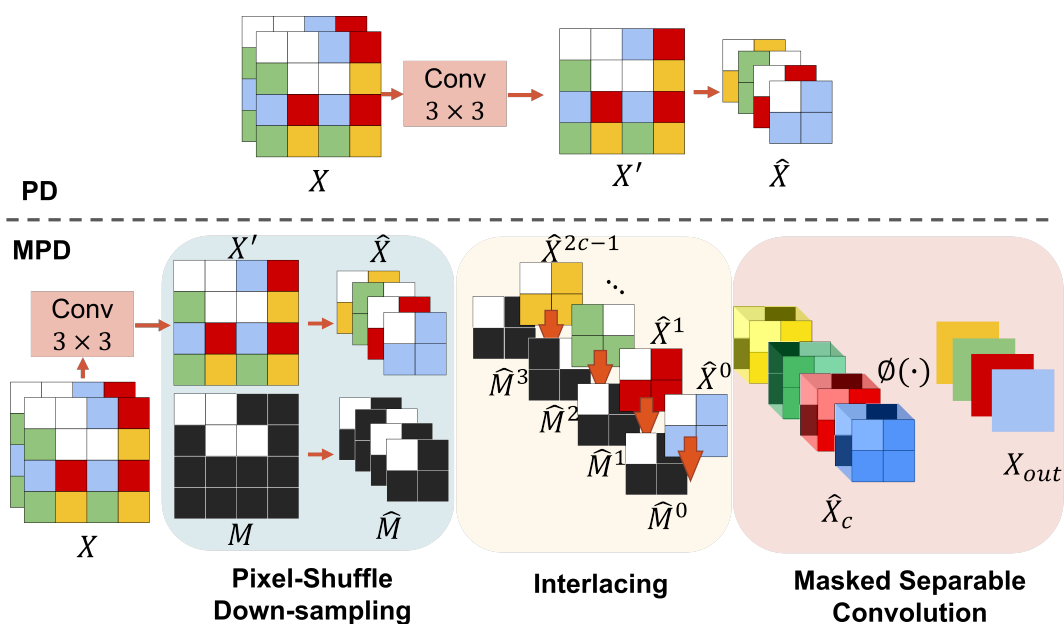 Conv
3 × 3
X
X′
X̂
PD
MPD
Conv
3 × 3
X
X′
X̂
M
M̂
X̂²ᶜ⁻¹
...
X̂¹
X̂⁰
M̂³
M̂²
M̂¹
M̂⁰
∅(·)
X̂_c
X_out
Pixel-Shuffle
Down-sampling
Interlacing
Masked Separable
Convolution